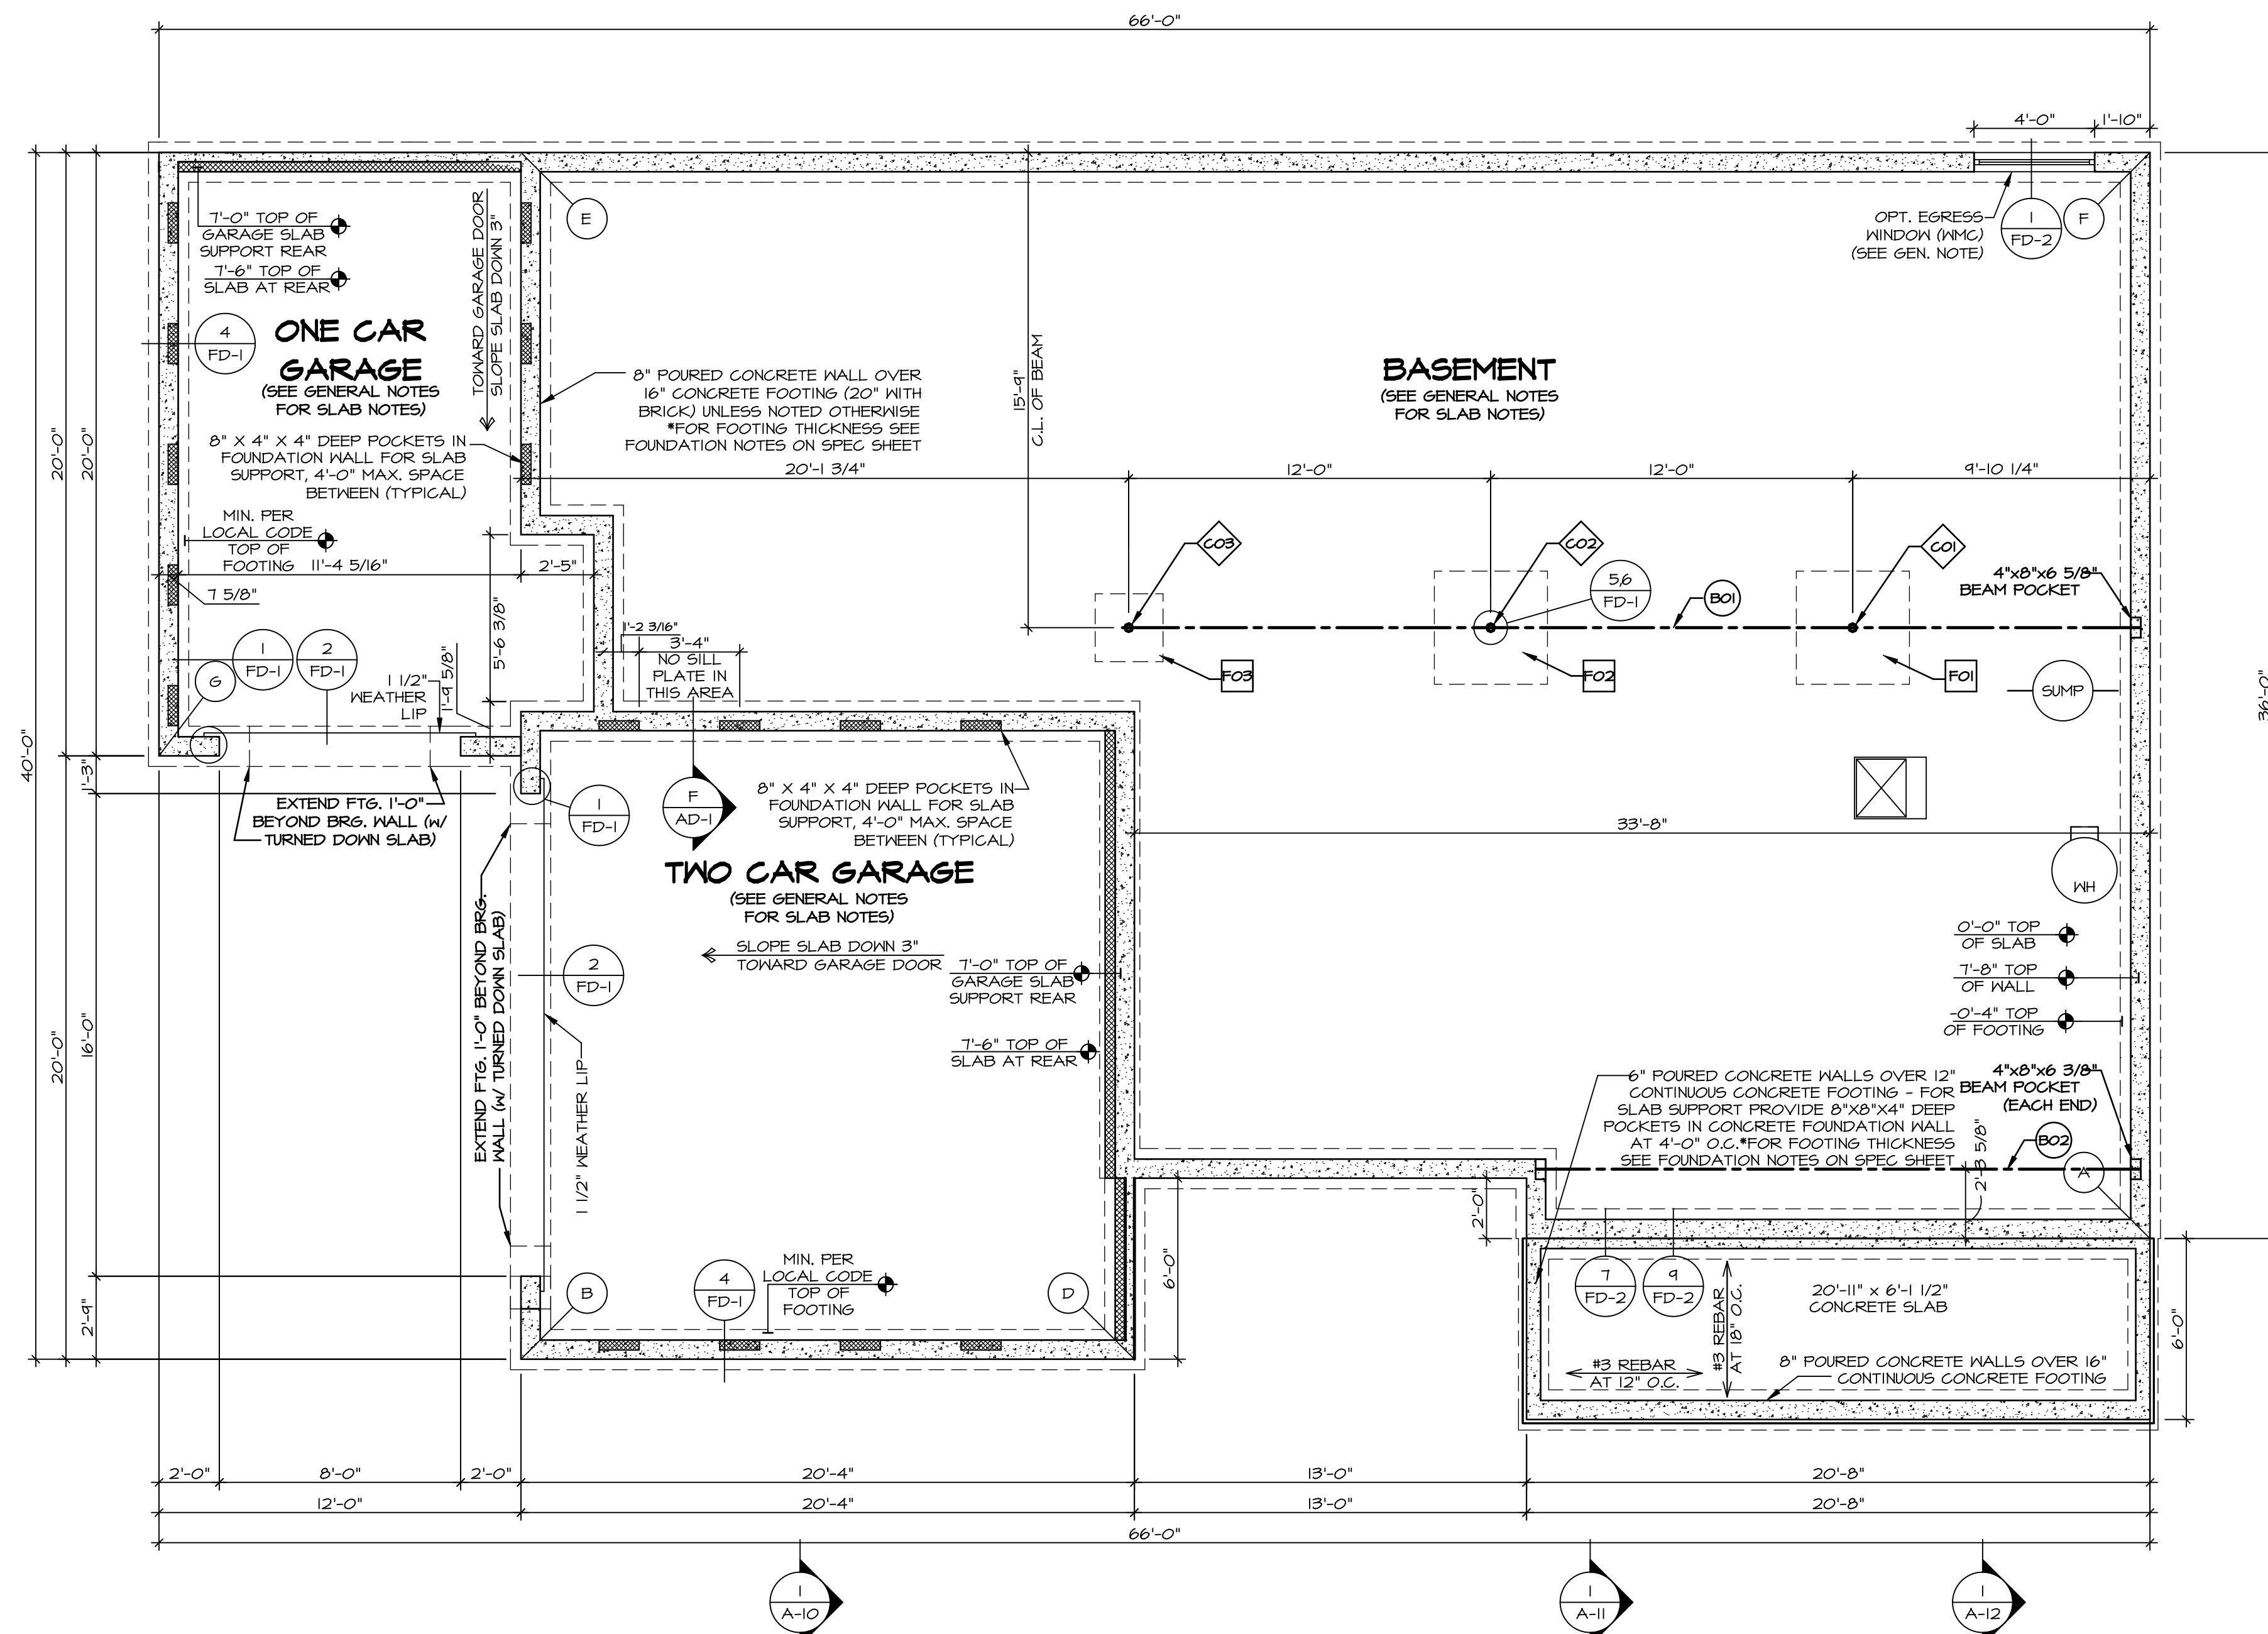 66'-0"
4'-0"
1'-10"
E
7'-0" TOP OF
GARAGE SLAB
SUPPORT REAR
7'-6" TOP OF
SLAB AT REAR
TOWARD GARAGE DOOR
SLOPE SLAB DOWN 3"
OPT. EGRESS
WINDOW (WMC)
(SEE GEN. NOTE)
1
FD-2
F
4
FD-1
ONE CAR
GARAGE
(SEE GENERAL NOTES
FOR SLAB NOTES)
8" POURED CONCRETE WALL OVER
16" CONCRETE FOOTING (20" WITH
BRICK) UNLESS NOTED OTHERWISE
*FOR FOOTING THICKNESS SEE
FOUNDATION NOTES ON SPEC SHEET
15'-9"
C.L. OF BEAM
BASEMENT
(SEE GENERAL NOTES
FOR SLAB NOTES)
8" X 4" X 4" DEEP POCKETS IN
FOUNDATION WALL FOR SLAB
SUPPORT, 4'-0" MAX. SPACE
BETWEEN (TYPICAL)
20'-0"
20'-0"
20'-1 3/4"
12'-0"
12'-0"
9'-10 1/4"
MIN. PER
LOCAL CODE
TOP OF
FOOTING
11'-4 5/16"
2'-5"
7 5/8"
C03
C02
C01
5,6
FD-1
B01
4"x8"x6 5/8"
BEAM POCKET
5'-6 3/8"
1'-2 3/16"
3'-4"
NO SILL
PLATE IN
THIS AREA
1
FD-1
2
FD-1
G
1 1/2"
WEATHER
LIP
1'-9 5/8"
F03
F02
F01
SUMP
36'-0"
40'-0"
1'-3"
EXTEND FTG. 1'-0"
BEYOND BRG. WALL (w/
TURNED DOWN SLAB)
1
FD-1
F
AD-1
8" X 4" X 4" DEEP POCKETS IN
FOUNDATION WALL FOR SLAB
SUPPORT, 4'-0" MAX. SPACE
BETWEEN (TYPICAL)
33'-8"
TWO CAR GARAGE
(SEE GENERAL NOTES
FOR SLAB NOTES)
WH
EXTEND FTG. 1'-0" BEYOND BRG.
WALL (w/ TURNED DOWN SLAB)
SLOPE SLAB DOWN 3"
TOWARD GARAGE DOOR
2
FD-1
7'-0" TOP OF
GARAGE SLAB
SUPPORT REAR
7'-6" TOP OF
SLAB AT REAR
0'-0" TOP
OF SLAB
7'-8" TOP
OF WALL
-0'-4" TOP
OF FOOTING
20'-0"
16'-0"
1 1/2" WEATHER LIP
6" POURED CONCRETE WALLS OVER 12"
CONTINUOUS CONCRETE FOOTING - FOR
SLAB SUPPORT PROVIDE 8"X8"X4" DEEP
POCKETS IN CONCRETE FOUNDATION WALL
AT 4'-0" O.C.*FOR FOOTING THICKNESS
SEE FOUNDATION NOTES ON SPEC SHEET
4"x8"x6 3/8"
BEAM POCKET
(EACH END)
B02
A
2'-3 5/8"
2'-0"
6'-0"
MIN. PER
LOCAL CODE
TOP OF
FOOTING
B
4
FD-1
D
7
FD-2
9
FD-2
#3 REBAR
AT 18" O.C.
20'-11" x 6'-1 1/2"
CONCRETE SLAB
#3 REBAR
AT 12" O.C.
8" POURED CONCRETE WALLS OVER 16"
CONTINUOUS CONCRETE FOOTING
6'-0"
2'-9"
2'-0"
8'-0"
2'-0"
20'-4"
13'-0"
20'-8"
12'-0"
20'-4"
13'-0"
20'-8"
66'-0"
1
A-10
1
A-11
1
A-12